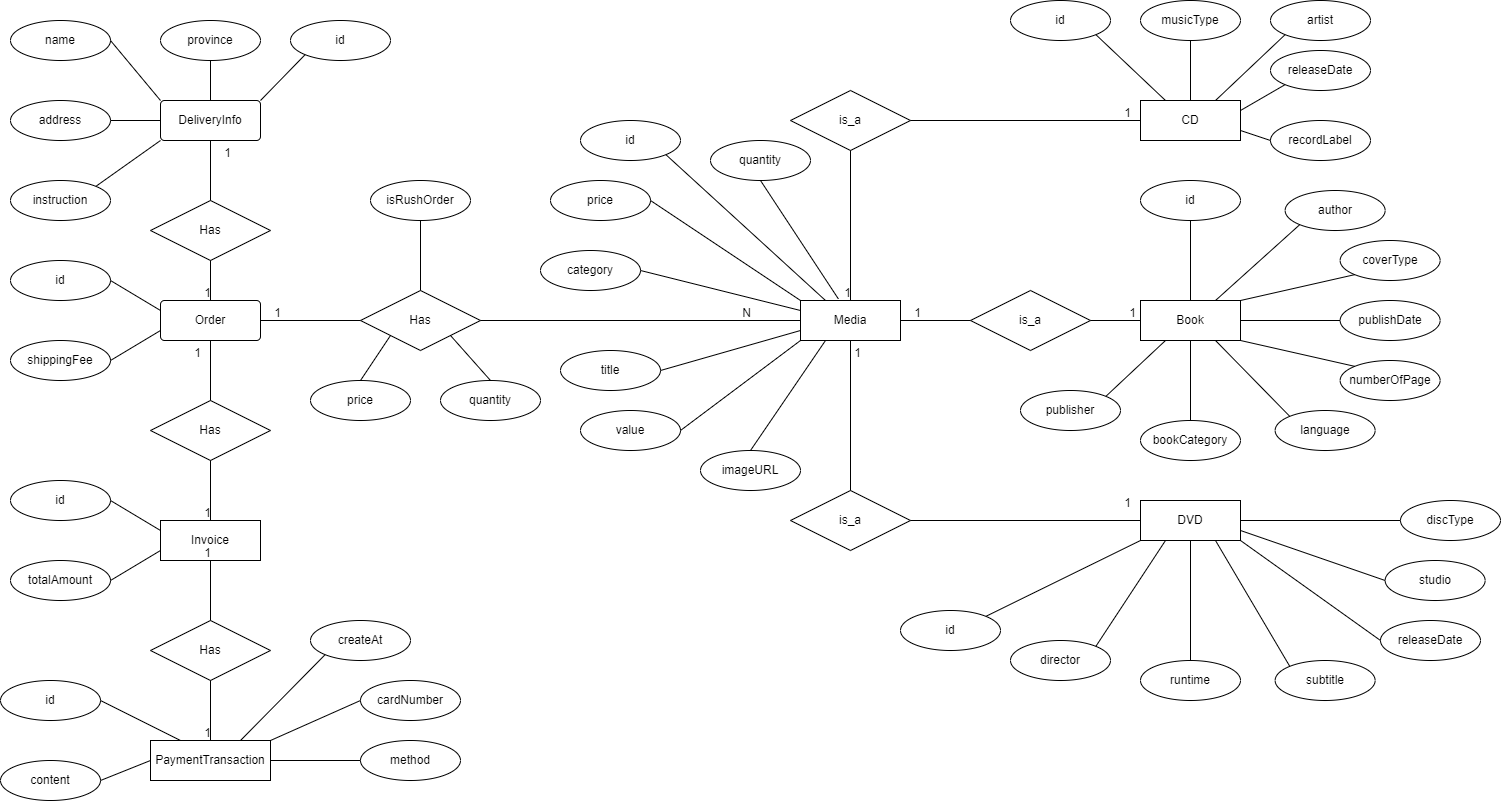 id
musicType
artist
name
province
id
releaseDate
address
DeliveryInfo
is_a
1
CD
id
recordLabel
1
quantity
instruction
isRushOrder
price
id
author
Has
category
coverType
id
1
1
Order
1
Has
N
Media
1
is_a
1
Book
publishDate
shippingFee
1
1
title
numberOfPage
price
quantity
publisher
Has
value
bookCategory
language
imageURL
id
1
is_a
1
DVD
discType
Invoice
1
totalAmount
studio
id
createAt
releaseDate
Has
director
runtime
subtitle
id
cardNumber
1
PaymentTransaction
method
content